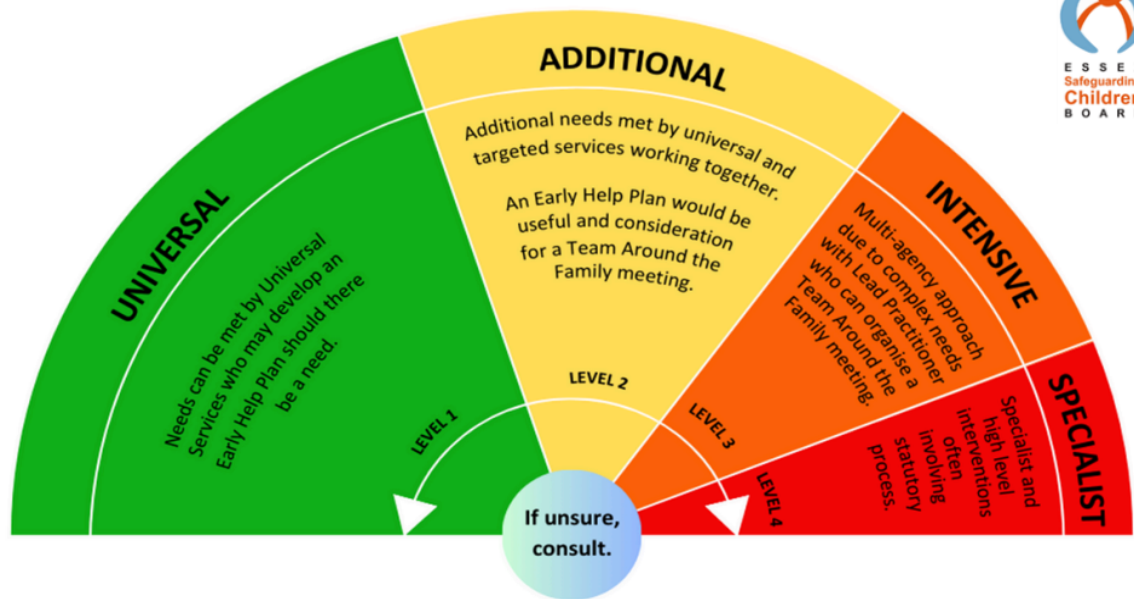 UNIVERSAL
Needs can be met by Universal
Services who may develop an
Early Help Plan should there
be a need.
LEVEL 1
ADDITIONAL
Additional needs met by universal and
targeted services working together.
An Early Help Plan would be
useful and consideration
for a Team Around the
Family meeting.
LEVEL 2
INTENSIVE
Multi-agency approach
due to complex needs
with Lead Practitioner
who can organise a
Team Around the
Family meeting.
LEVEL 3
SPECIALIST
Specialist and
high level
interventions
often
involving
statutory
process.
LEVEL 4
If unsure,
consult.
Children